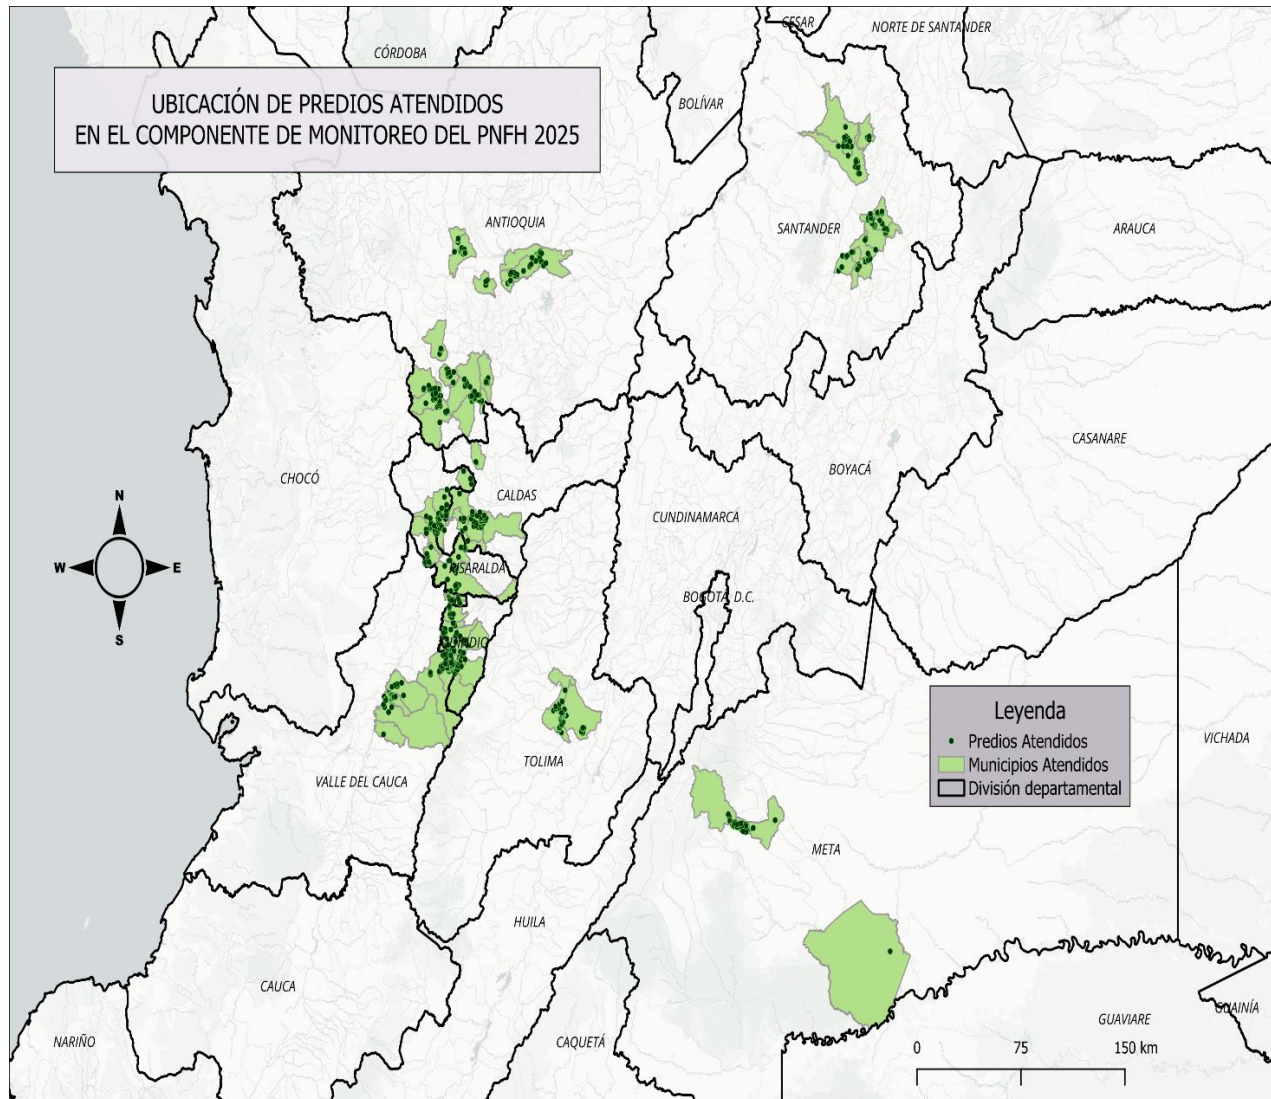 CÓRDOBA
CESAR
NORTE DE SANTANDER
BOLÍVAR
UBICACIÓN DE PREDIOS ATENDIDOS
EN EL COMPONENTE DE MONITOREO DEL PNFH 2025
ANTIOQUIA
SANTANDER
ARAUCA
CHOCÓ
CALDAS
CUNDINAMARCA
BOYACÁ
CASANARE
N
W
E
S
RISARALDA
BOGOTÁ, D.C.
VALLE DEL CAUCA
TOLIMA
Leyenda
Predios Atendidos
Municipios Atendidos
División departamental
VICHADA
META
HUILA
CAUCA
NARIÑO
CAQUETÁ
GUAVIARE
GUAINÍA
0 75 150 km